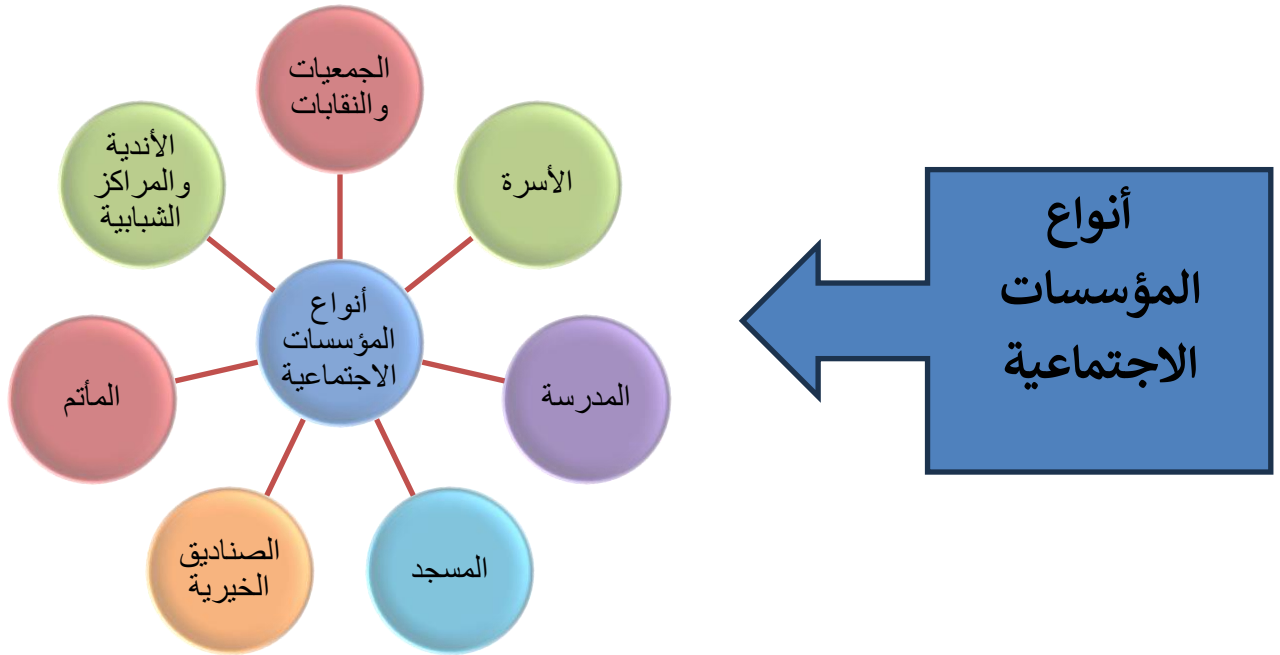 أنواع
المؤسسات
الاجتماعية
الجمعيات
والنقابات
الأسرة
المدرسة
المسجد
الصناديق
الخيرية
المأتم
الأندية
والمراكز
الشبابية
أنواع
المؤسسات
الاجتماعية